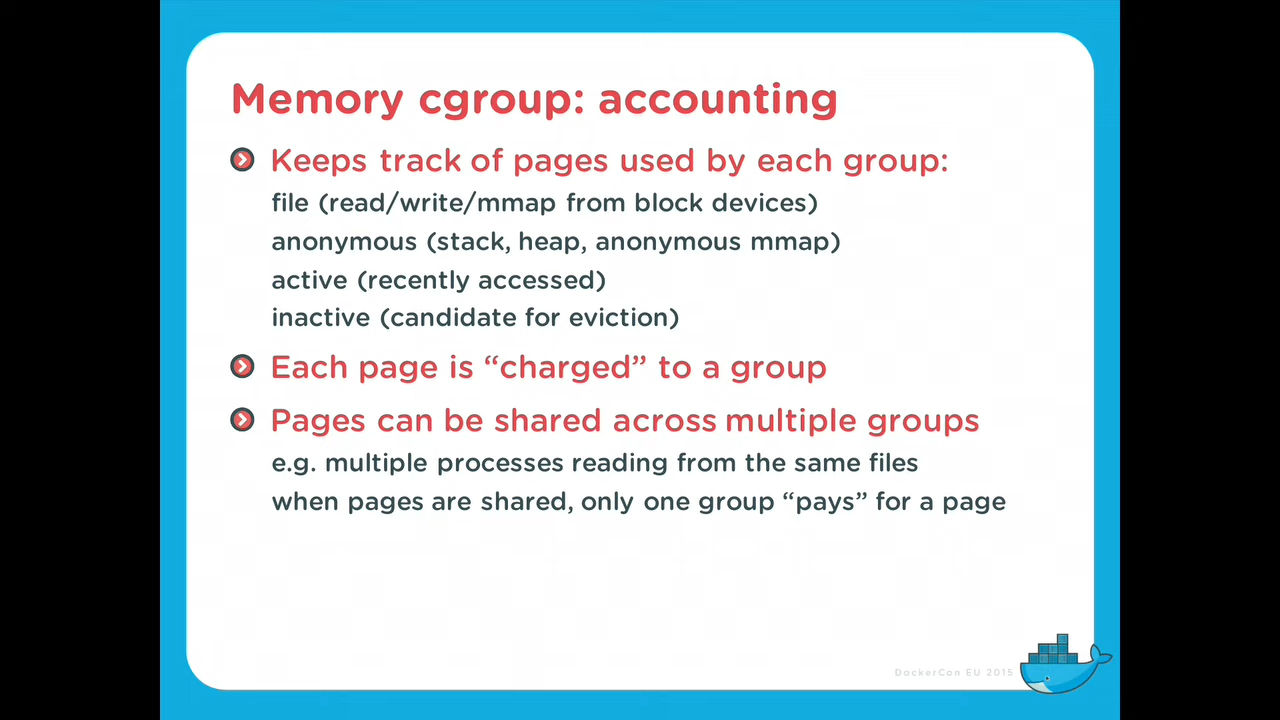 Memory cgroup: accounting
Keeps track of pages used by each group:
file (read/write/mmap from block devices)
anonymous (stack, heap, anonymous mmap)
active (recently accessed)
inactive (candidate for eviction)
Each page is “charged” to a group
Pages can be shared across multiple groups
e.g. multiple processes reading from the same files
when pages are shared, only one group “pays” for a page
DockerCon EU 2015